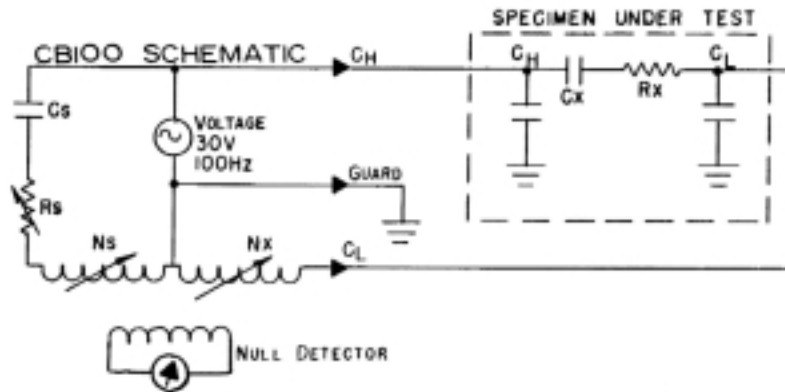 SPECIMEN UNDER TEST
CB100 SCHEMATIC
CH
CH
CX
RX
CL
CS
VOLTAGE
30V
100HZ
GUARD
RS
NS
NX
CL
NULL DETECTOR